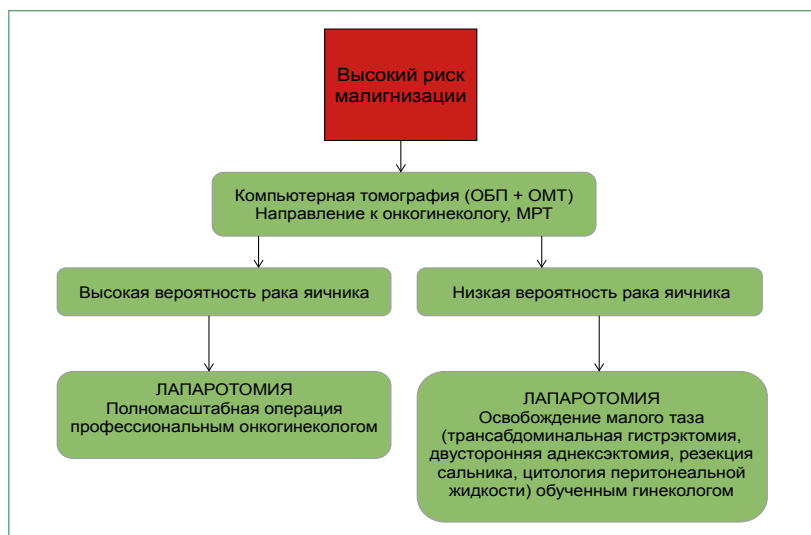 Высокий риск
малигнизации
Компьютерная томография (ОБП + ОМТ)
Направление к онкогинекологу, МРТ
Высокая вероятность рака яичника
Низкая вероятность рака яичника
ЛАПАРОТОМИЯ
Полномасштабная операция
профессиональным онкогинекологом
ЛАПАРОТОМИЯ
Освобождение малого таза
(трансабдоминальная гистрэктомия,
двусторонняя аднексэктомия, резекция
сальника, цитология перитонеальной
жидкости) обученным гинекологом